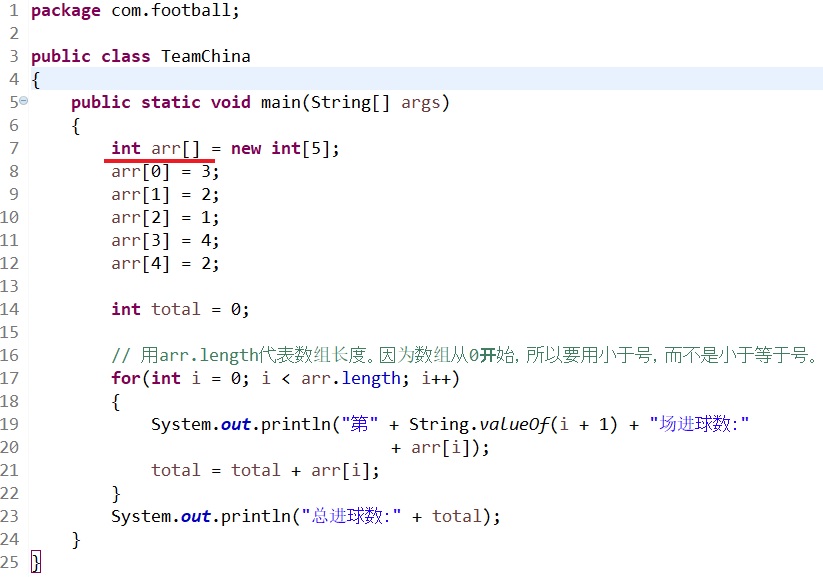 1 package com.football;
2
3 public class TeamChina
4 {
5 public static void main(String[] args)
6 {
7 int arr[] = new int[5];
8 arr[0] = 3;
9 arr[1] = 2;
10 arr[2] = 1;
11 arr[3] = 4;
12 arr[4] = 2;
13
14 int total = 0;
15
16 // 用arr.length代表数组长度。因为数组从0开始，所以要用小于号，而不是小于等于号。
17 for(int i = 0; i < arr.length; i++)
18 {
19 System.out.println("第" + String.valueOf(i + 1) + "场进球数:"
20 + arr[i]);
21 total = total + arr[i];
22 }
23 System.out.println("总进球数:" + total);
24 }
25 }